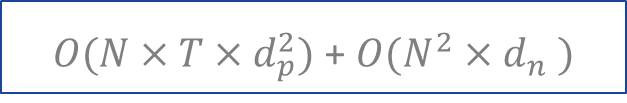 O(N × T × d_p^2) + O(N^2 × d_n )